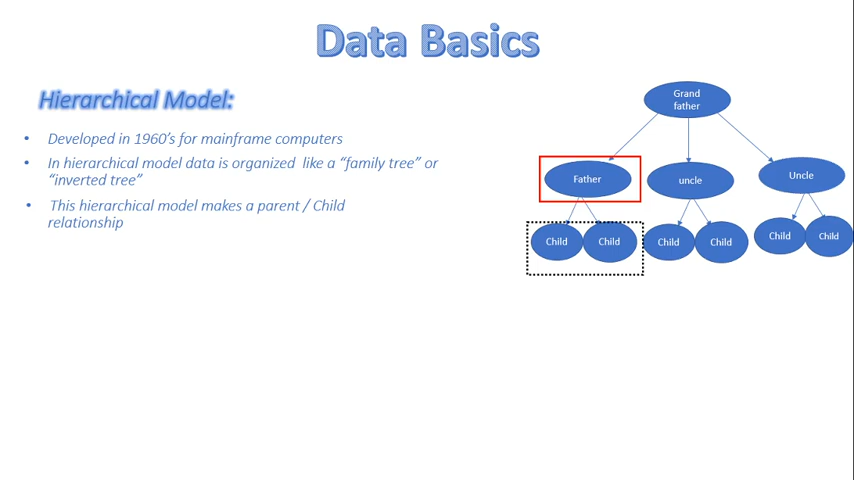 Data Basics
Hierarchical Model:
• Developed in 1960’s for mainframe computers
• In hierarchical model data is organized like a “family tree” or
“inverted tree”
• This hierarchical model makes a parent / Child
relationship
Grand
father
Father
uncle
Uncle
Child
Child
Child
Child
Child
Child